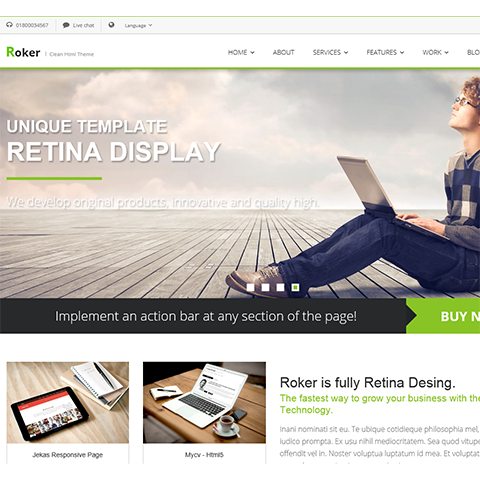 01800034567 Live chat Language
Roker | Clean Html Theme
HOME ABOUT SERVICES FEATURES WORK BLO
UNIQUE TEMPLATE
RETINA DISPLAY
We develop original products, innovative and quality high.
Implement an action bar at any section of the page!
BUY N
Jekas Responsive Page
Mycv - Html5
Roker is fully Retina Desing.
The fastest way to grow your business with the
Technology.
Inani nominati sit eu. Te ubique cotidieque philosophia mel,
ludico prompta. Ex usu nihil mediocritatem. Sea quod vitupe
offendit vel in. Noster voluptua luptatum id mea. Et voluptat